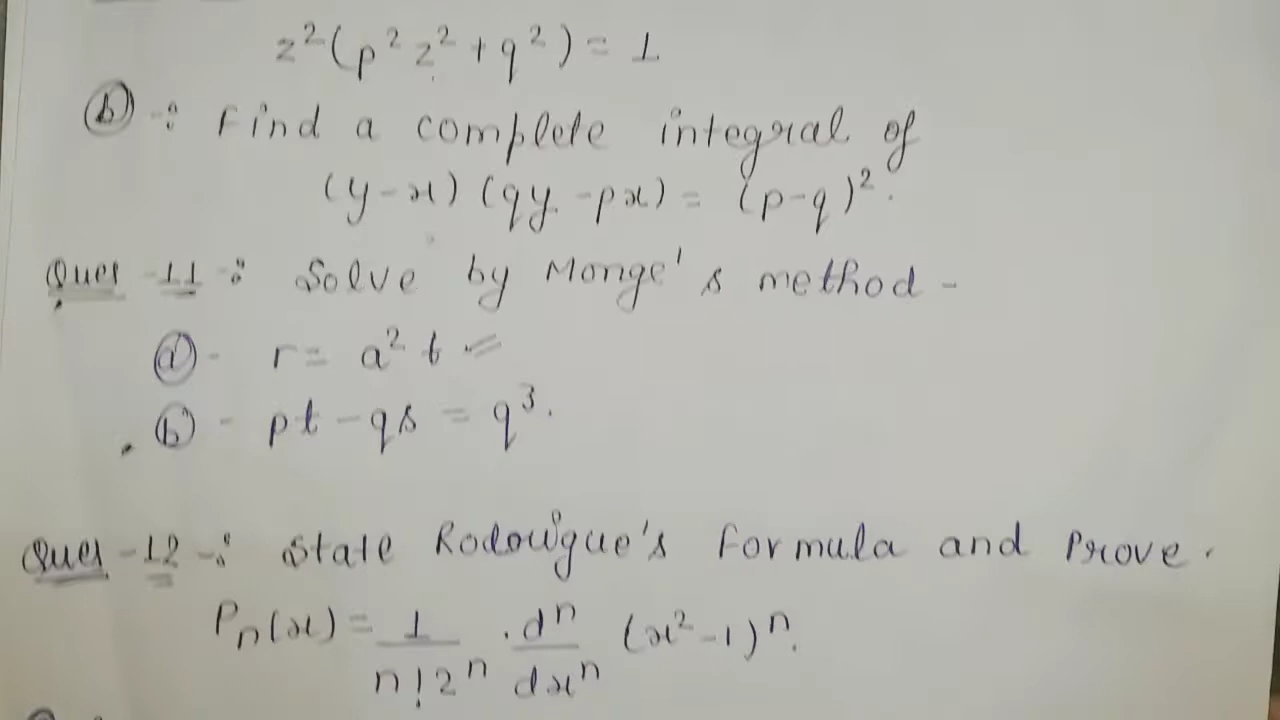 z²(p²z²+q²) = 1
(b) -: Find a complete integral of
(y-x) (qy-px) = (p-q)².
Ques -11 -: Solve by Monge's method -
(a) - r = a²t
(b) - pt - qs = q³.
Ques -12 -: State Rodrigue's Formula and Prove.
Pn(x) = 1/n!2ⁿ . dⁿ/dxⁿ (x²-1)ⁿ.